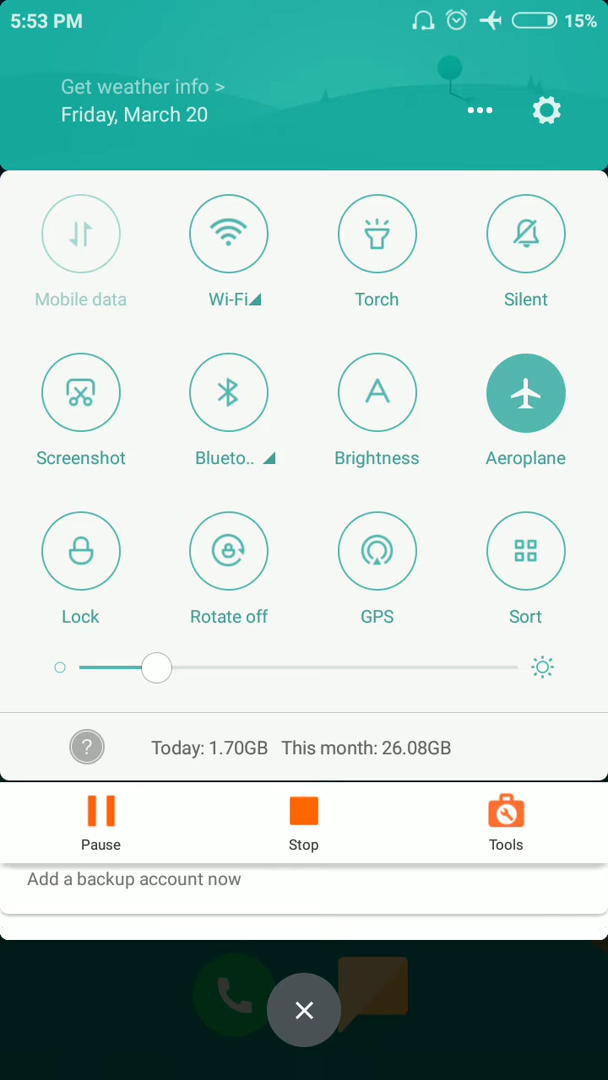 5:53 PM 15%
Get weather info >
Friday, March 20
Mobile data Wi-Fi Torch Silent
Screenshot Blueto.. Brightness Aeroplane
Lock Rotate off GPS Sort
? Today: 1.70GB This month: 26.08GB
Pause Stop Tools
Add a backup account now